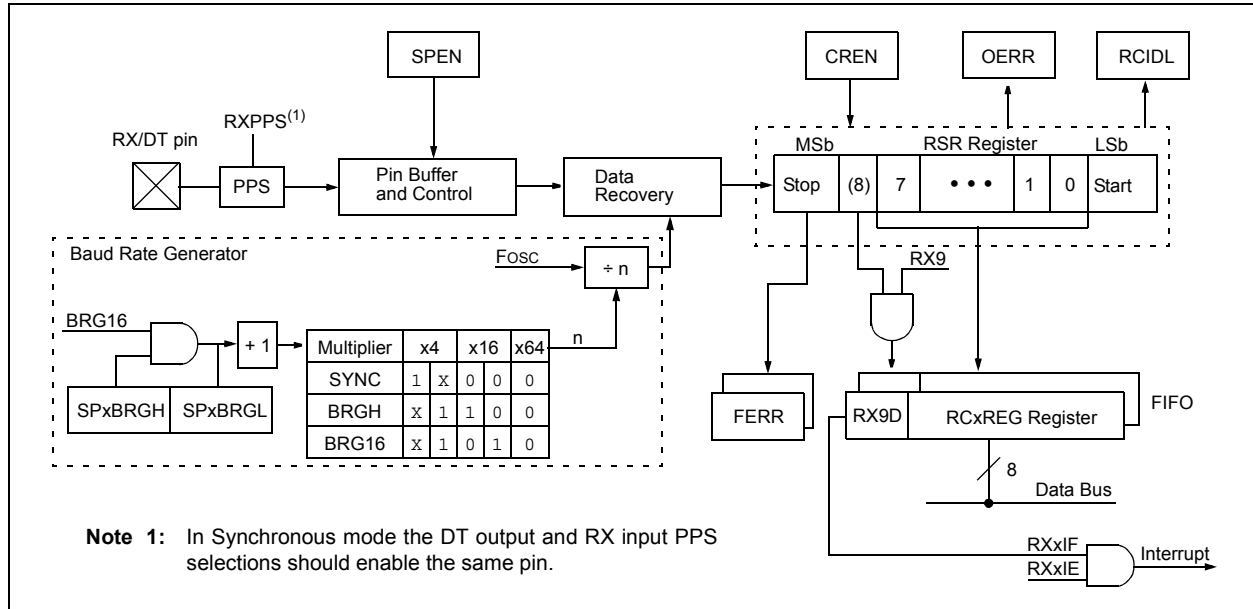 SPEN
CREN
OERR
RCIDL
RXPPS(1)
RX/DT pin
PPS
Pin Buffer
and Control
Data
Recovery
MSb
RSR Register
LSb
Stop (8) 7 • • • 1 0 Start
Baud Rate Generator
FOSC
÷ n
RX9
BRG16
+ 1
n
Multiplier x4 x16 x64
SYNC 1 X 0 0 0
BRGH X 1 1 0 0
BRG16 X 1 0 1 0
SPxBRGH SPxBRGL
FERR
RX9D RCxREG Register
FIFO
8
Data Bus
RXxIF
RXxIE
Interrupt
Note 1: In Synchronous mode the DT output and RX input PPS
selections should enable the same pin.